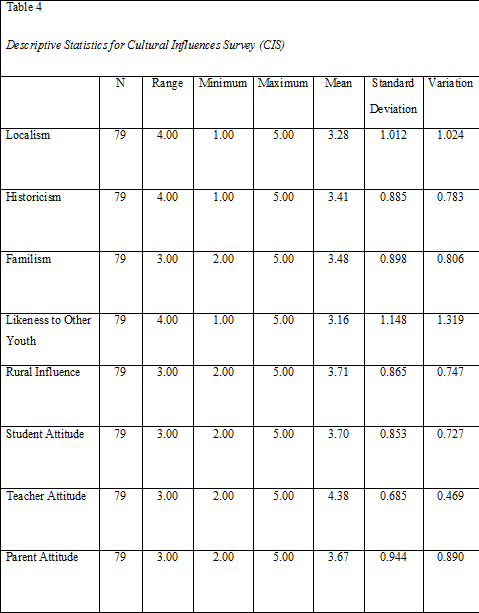 Table 4
Descriptive Statistics for Cultural Influences Survey (CIS)
N Range Minimum Maximum Mean Standard Deviation Variation
Localism 79 4.00 1.00 5.00 3.28 1.012 1.024
Historicism 79 4.00 1.00 5.00 3.41 0.885 0.783
Familism 79 3.00 2.00 5.00 3.48 0.898 0.806
Likeness to Other Youth 79 4.00 1.00 5.00 3.16 1.148 1.319
Rural Influence 79 3.00 2.00 5.00 3.71 0.865 0.747
Student Attitude 79 3.00 2.00 5.00 3.70 0.853 0.727
Teacher Attitude 79 3.00 2.00 5.00 4.38 0.685 0.469
Parent Attitude 79 3.00 2.00 5.00 3.67 0.944 0.890